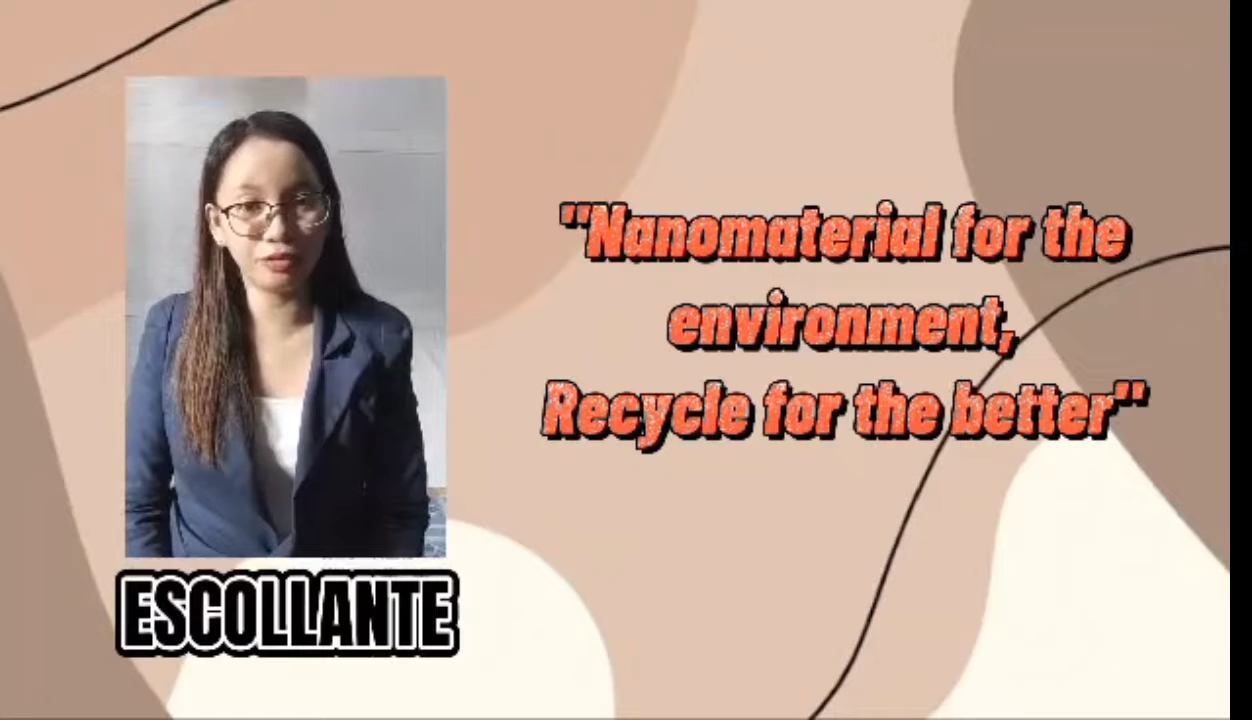 "Nanomaterial for the
environment,
Recycle for the better"
ESCOLLANTE